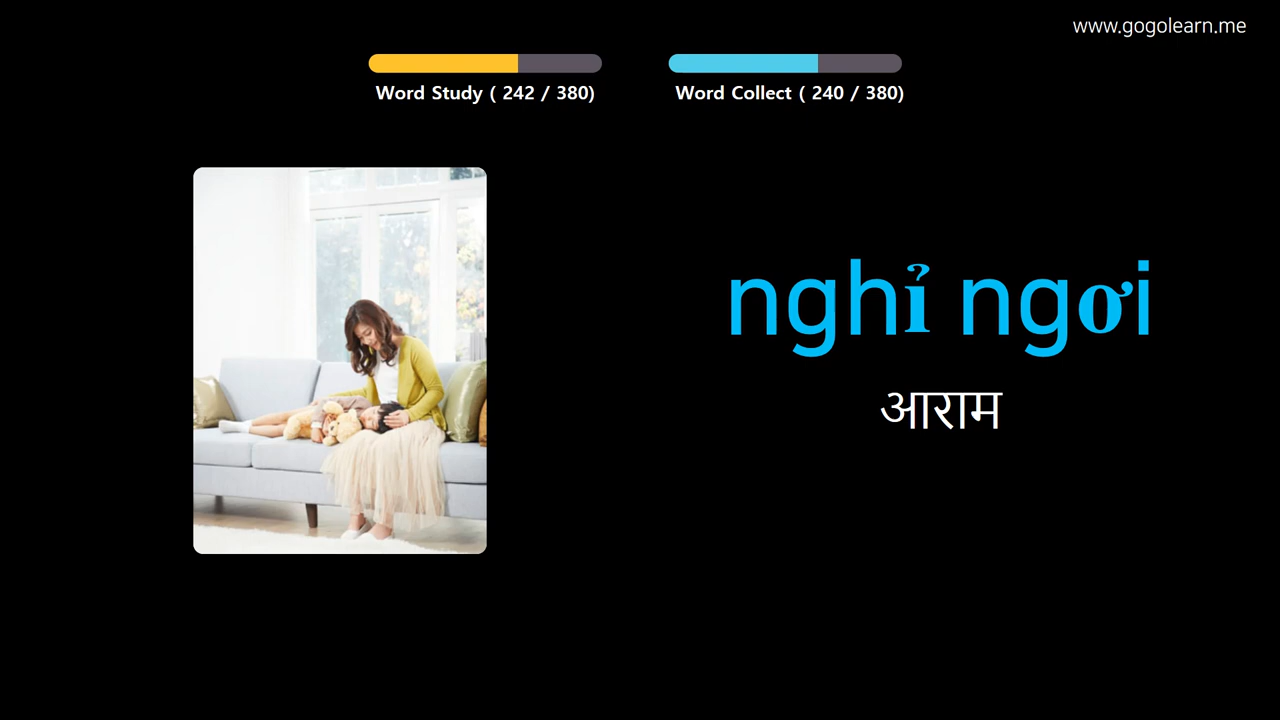 www.gogolearn.me
Word Study ( 242 / 380)
Word Collect ( 240 / 380)
nghỉ ngơi
आराम